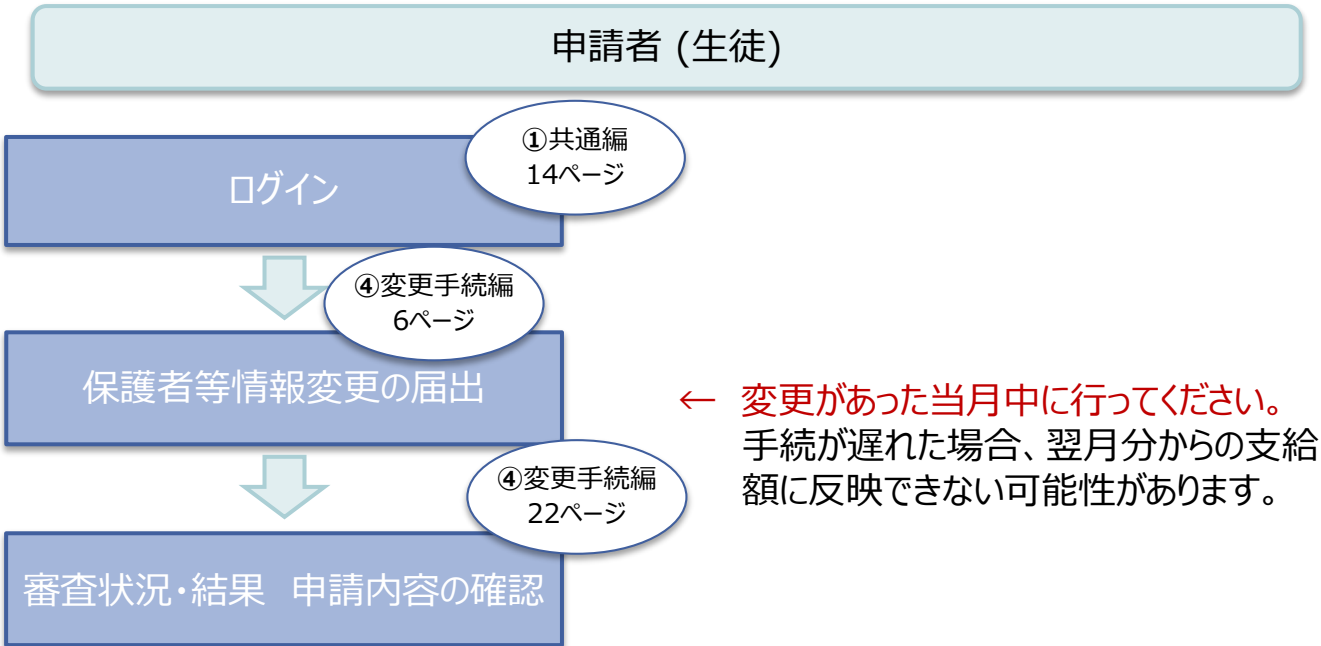 申請者 (生徒)
①共通編
14ページ
ログイン
④変更手続編
6ページ
保護者等情報変更の届出
← 変更があった当月中に行ってください。
手続が遅れた場合、翌月分からの支給
額に反映できない可能性があります。
④変更手続編
22ページ
審査状況・結果　申請内容の確認